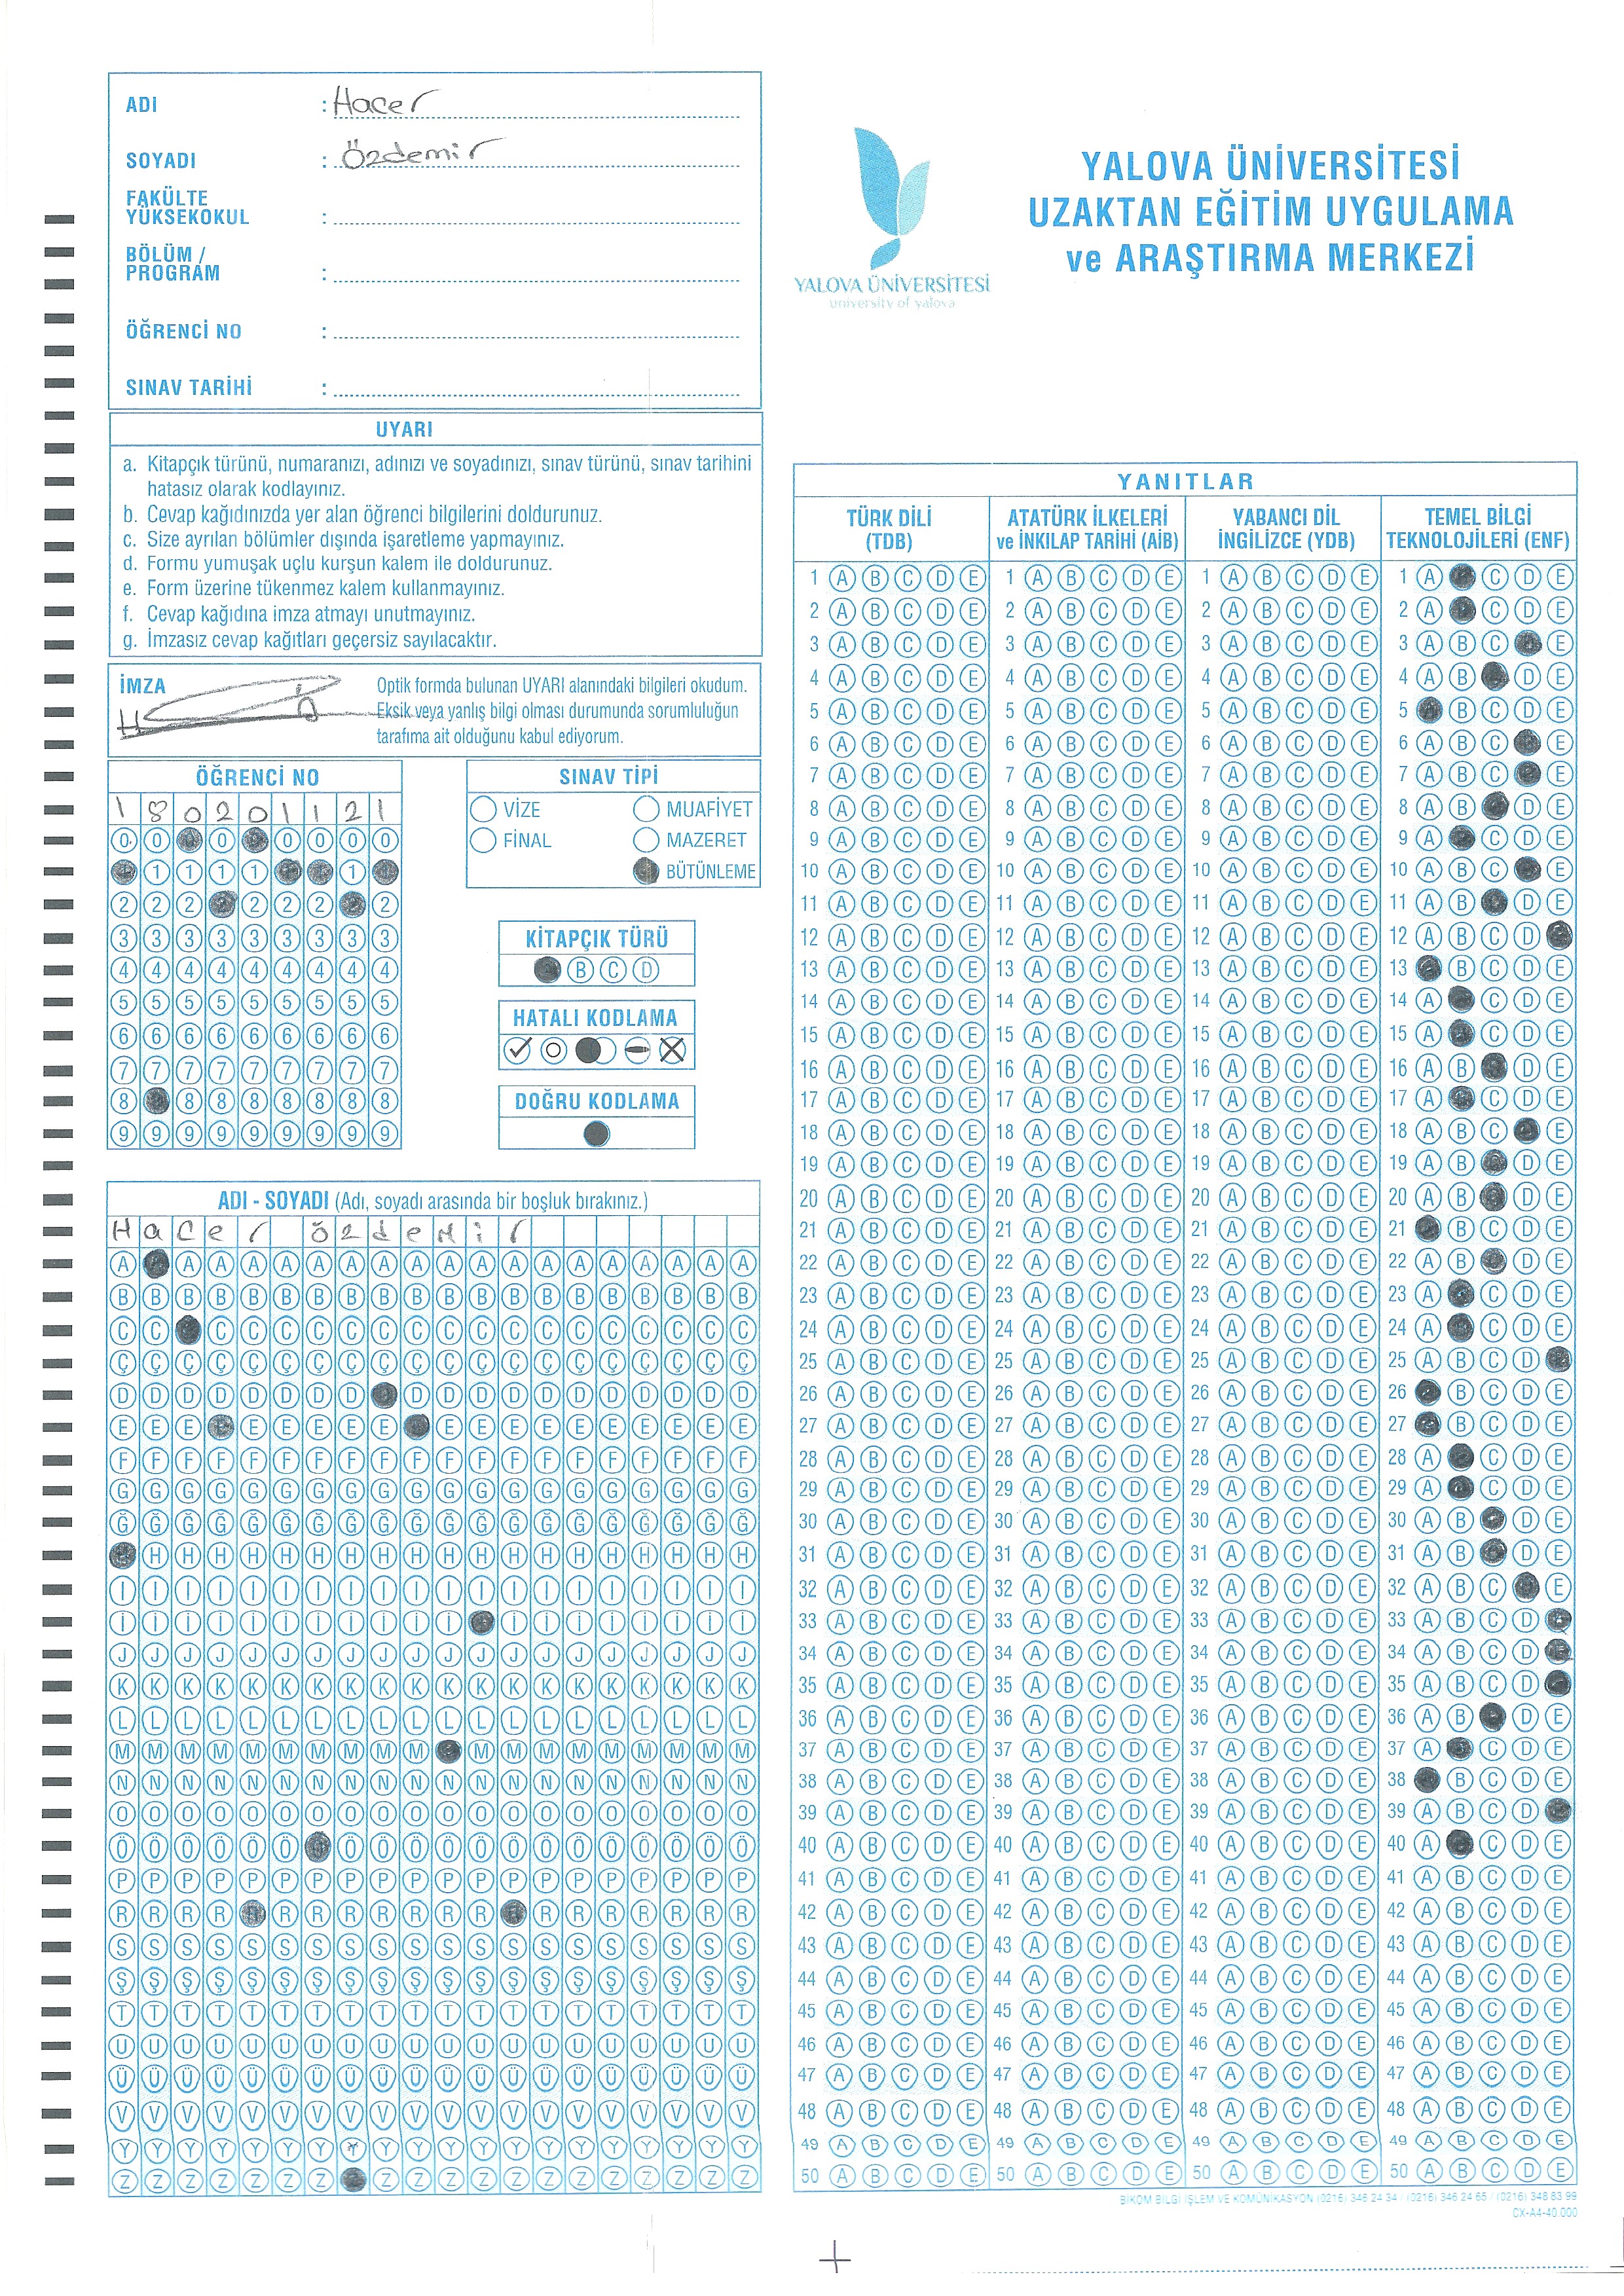 ADI : Hacer
SOYADI : Özdemir
FAKÜLTE
YÜKSEKOKUL :
BÖLÜM /
PROGRAM :
ÖĞRENCİ NO :
SINAV TARİHİ :
YALOVA ÜNİVERSİTESİ
university of yalova
YALOVA ÜNİVERSİTESİ
UZAKTAN EĞİTİM UYGULAMA
ve ARAŞTIRMA MERKEZİ
UYARI
a. Kitapçık türünü, numaranızı, adınızı ve soyadınızı, sınav türünü, sınav tarihini
hatasız olarak kodlayınız.
b. Cevap kağıdınızda yer alan öğrenci bilgilerini doldurunuz.
c. Size ayrılan bölümler dışında işaretleme yapmayınız.
d. Formu yumuşak uçlu kurşun kalem ile doldurunuz.
e. Form üzerine tükenmez kalem kullanmayınız.
f. Cevap kağıdına imza atmayı unutmayınız.
g. İmzasız cevap kağıtları geçersiz sayılacaktır.
İMZA
Optik formda bulunan UYARI alanındaki bilgileri okudum.
Eksik veya yanlış bilgi olması durumunda sorumluluğun
tarafıma ait olduğunu kabul ediyorum.
ÖĞRENCİ NO
1 8 0 2 0 1 1 2 1
SINAV TİPİ
VİZE MUAFİYET
FİNAL MAZERET
BÜTÜNLEME
KİTAPÇIK TÜRÜ
B C D
HATALI KODLAMA
DOĞRU KODLAMA
ADI - SOYADI (Adı, soyadı arasında bir boşluk bırakınız.)
H a c e r ö z d e m i r
YANITLAR
TÜRK DİLİ
(TDB)
ATATÜRK İLKELERİ
ve İNKILAP TARİHİ (AİB)
YABANCI DİL
İNGİLİZCE (YDB)
TEMEL BİLGİ
TEKNOLOJİLERİ (ENF)
BİKOM BİLGİ İŞLEM VE KOMÜNİKASYON (0216) 346 24 34 / (0216) 346 24 65 / (0216) 348 83 99
CX-A4-40.000